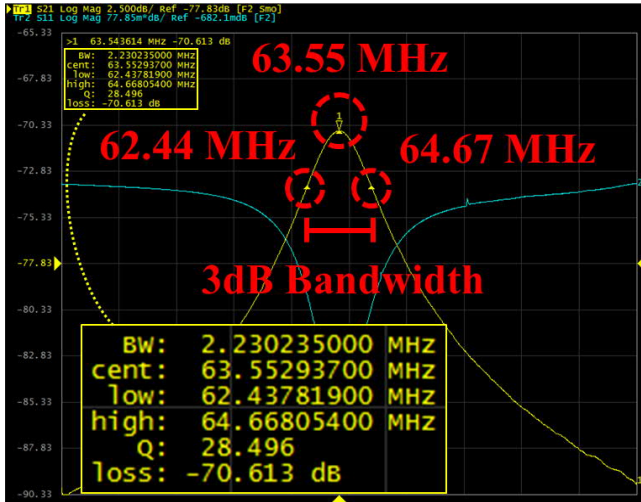 Tr1 S21 Log Mag 2.500dB/ Ref -77.83dB [F2 Smo]
Tr2 S11 Log Mag 77.85m°dB/ Ref -682.1mdB [F2]
-65.33
-67.83
-70.33
-72.83
-75.33
-77.83
-80.33
-82.83
-85.33
-87.83
-90.33
>1 63.543614 MHz -70.613 dB
BW: 2.230235000 MHz
cent: 63.55293700 MHz
low: 62.43781900 MHz
high: 64.66805400 MHz
Q: 28.496
loss: -70.613 dB
63.55 MHz
1
62.44 MHz
64.67 MHz
3dB Bandwidth
BW: 2.230235000 MHz
cent: 63.55293700 MHz
low: 62.43781900 MHz
high: 64.66805400 MHz
Q: 28.496
loss: -70.613 dB